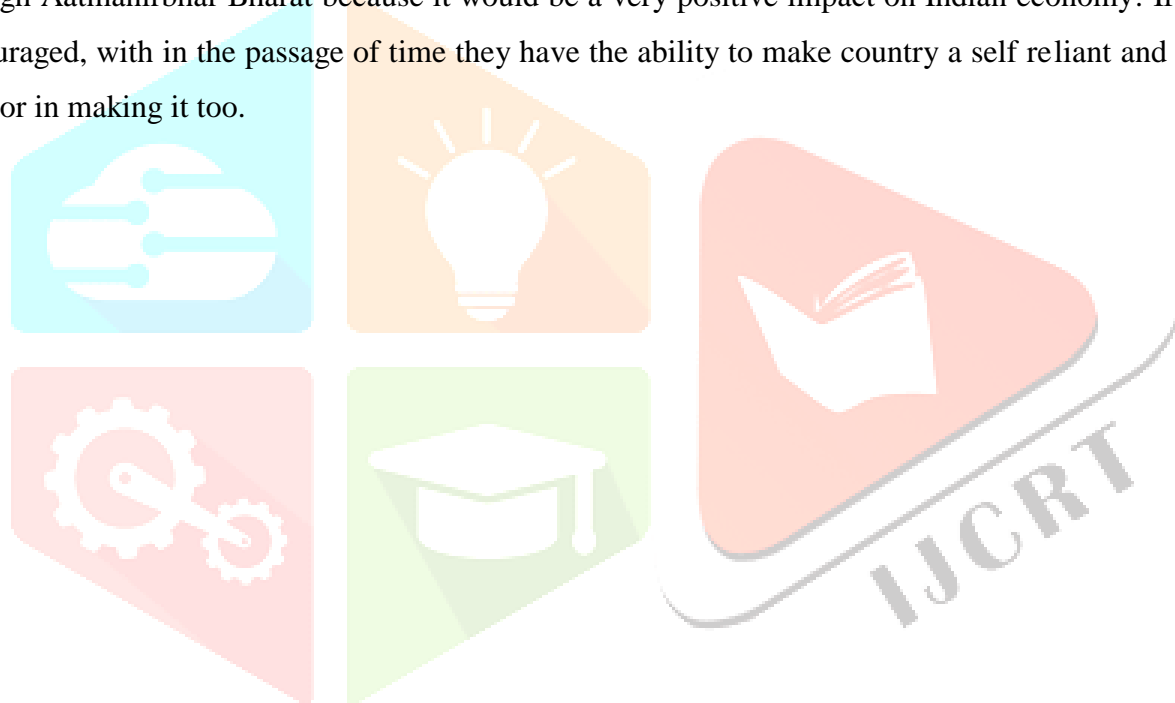 gh Aatmanirbhar Bharat because it would be a very positive impact on Indian economy. If
uraged, with in the passage of time they have the ability to make country a self reliant and
or in making it too.
IJCRT